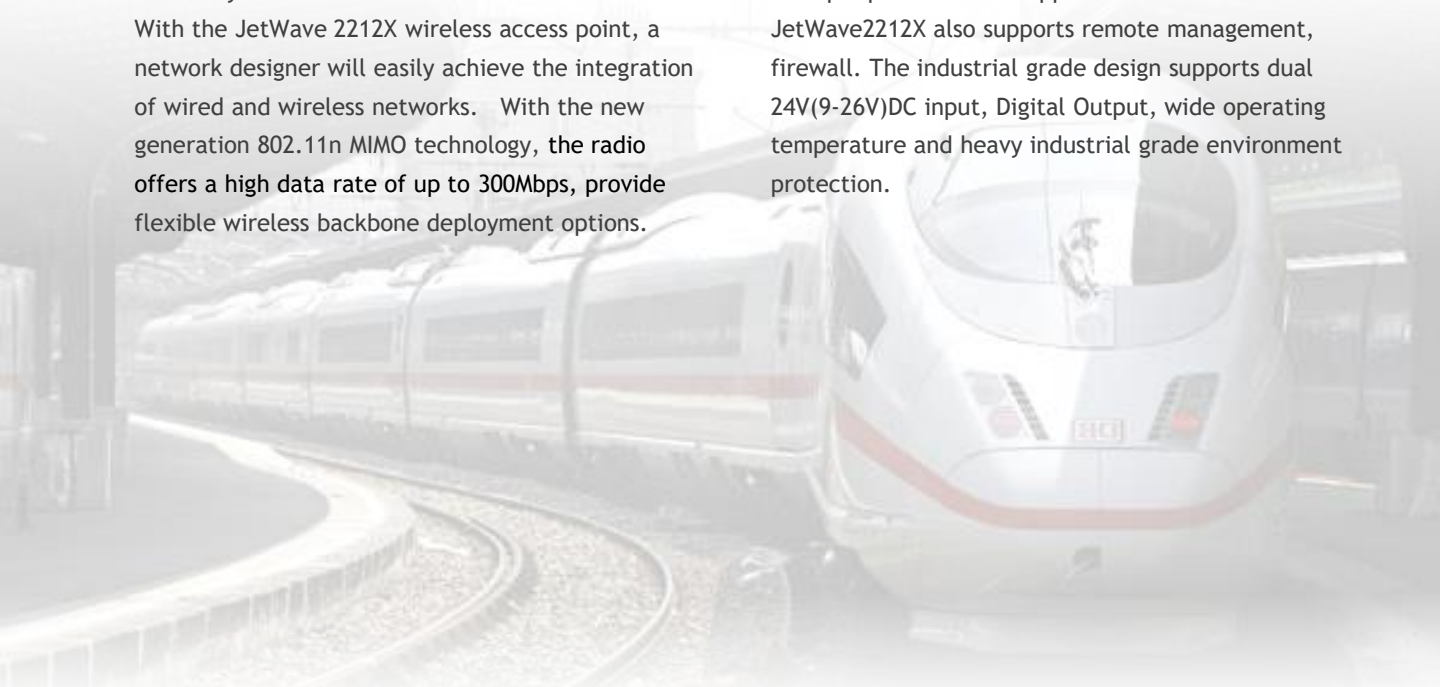 With the JetWave 2212X wireless access point, a
network designer will easily achieve the integration
of wired and wireless networks. With the new
generation 802.11n MIMO technology, the radio
offers a high data rate of up to 300Mbps, provide
flexible wireless backbone deployment options.
JetWave2212X also supports remote management,
firewall. The industrial grade design supports dual
24V(9-26V)DC input, Digital Output, wide operating
temperature and heavy industrial grade environment
protection.